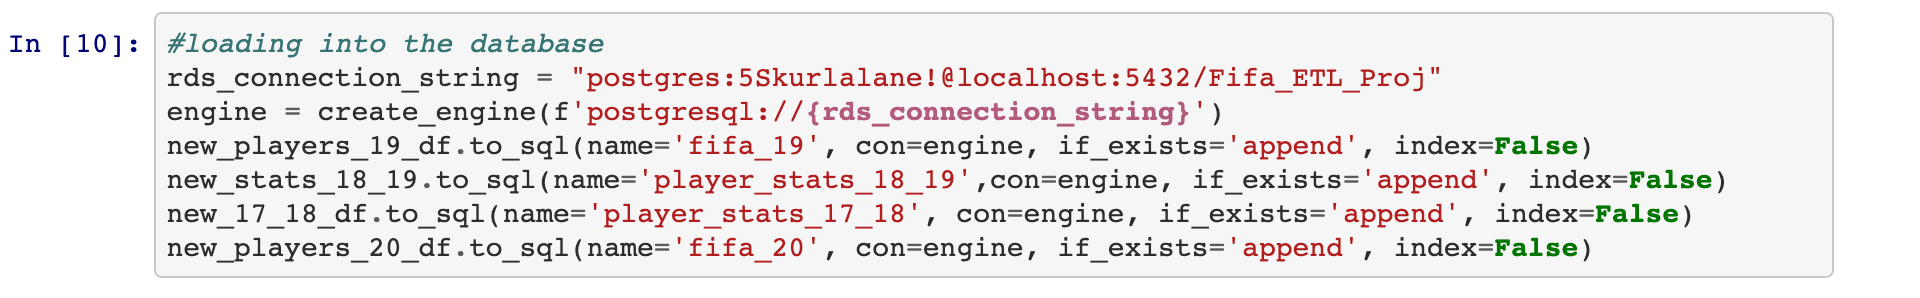 In [10]: #loading into the database
rds_connection_string = "postgres:5Skurlalane!@localhost:5432/Fifa_ETL_Proj"
engine = create_engine(f'postgresql://{rds_connection_string}')
new_players_19_df.to_sql(name='fifa_19', con=engine, if_exists='append', index=False)
new_stats_18_19.to_sql(name='player_stats_18_19',con=engine, if_exists='append', index=False)
new_17_18_df.to_sql(name='player_stats_17_18', con=engine, if_exists='append', index=False)
new_players_20_df.to_sql(name='fifa_20', con=engine, if_exists='append', index=False)